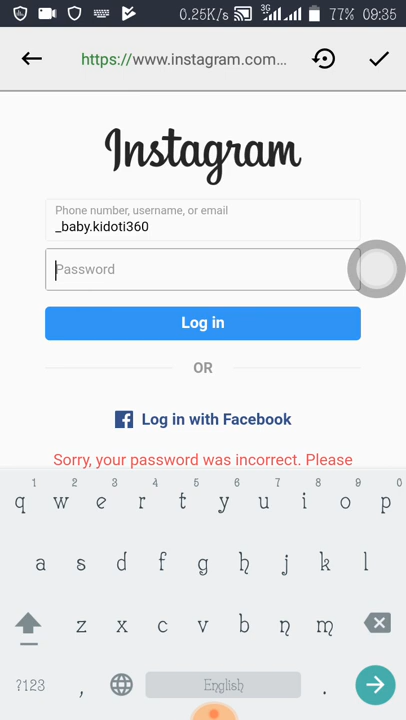 0.25K/s 3G 77% 09:35
https://www.instagram.com...
Instagram
Phone number, username, or email
_baby.kidoti360
Password
Log in
OR
Log in with Facebook
Sorry, your password was incorrect. Please
1 2 3 4 5 6 7 8 9 0
q w e r t y u i o p
a s d f g h j k l
z x c v b n m
?123 , English .